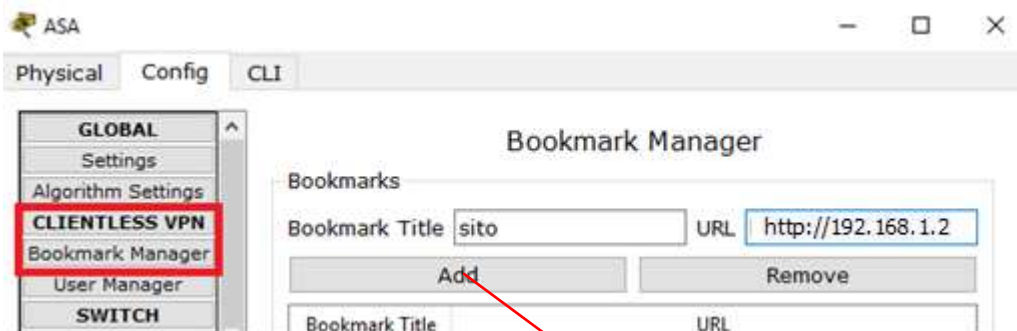 ASA
Physical Config CLI
GLOBAL
Settings
Algorithm Settings
CLIENTLESS VPN
Bookmark Manager
User Manager
SWITCH
Bookmark Manager
Bookmarks
Bookmark Title sito URL http://192.168.1.2
Add Remove
Bookmark Title URL